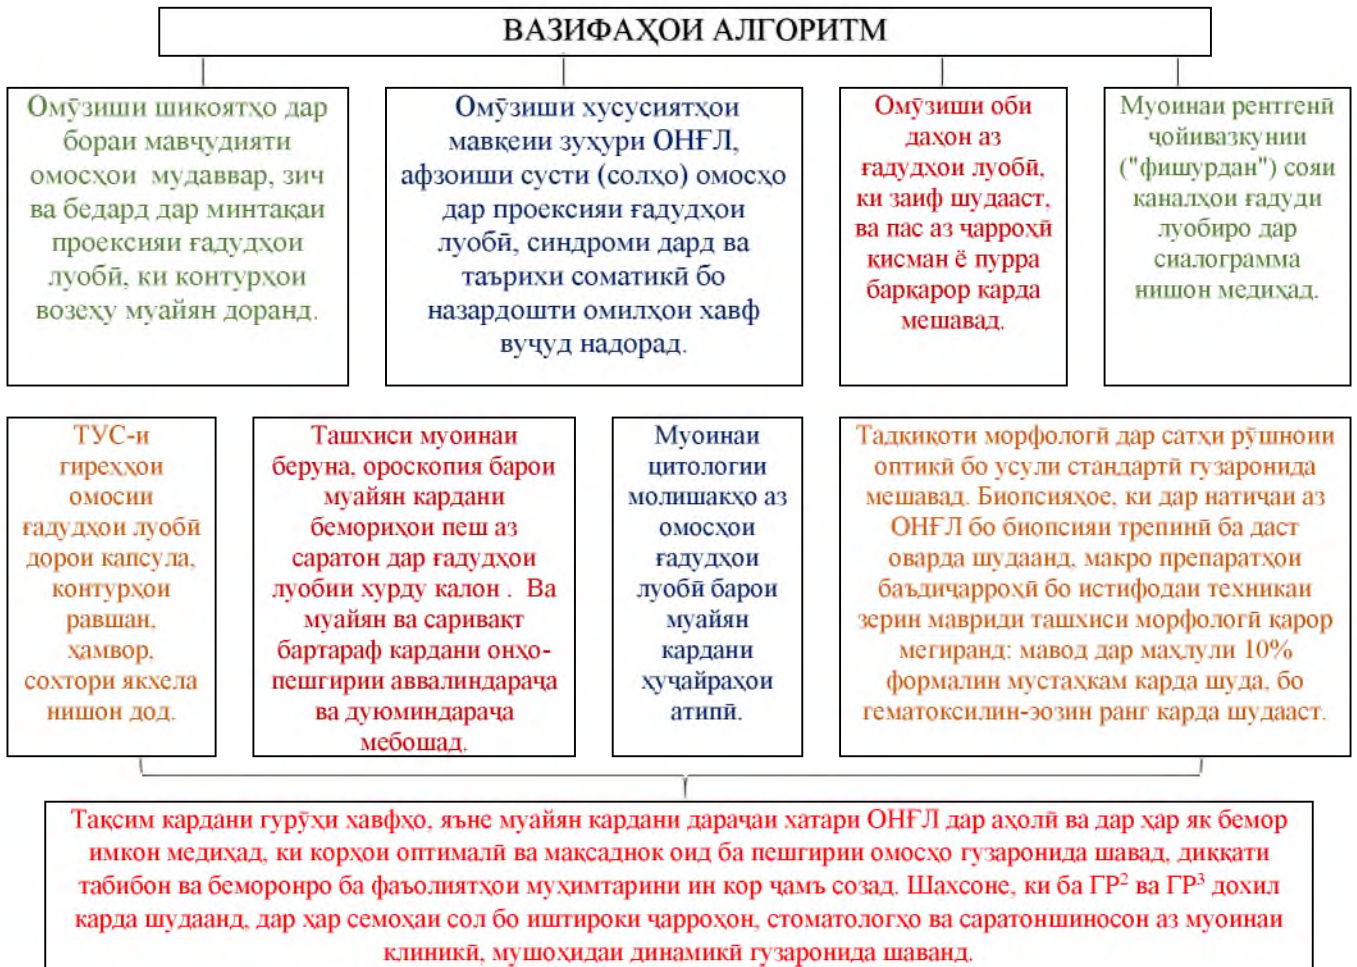 ВАЗИФАҲОИ АЛГОРИТМ
Омӯзиши шикоятҳо дар
бораи мавҷудияти
омосҳои мудаввар, зич
ва бедард дар минтақаи
проексияи ғадудҳои
луобӣ, ки контурҳои
возеҳу муайян доранд.
Омӯзиши хусусиятҳои
мавқеии зуҳури ОНҒЛ,
афзоиши сусти (солҳо) омосҳо
дар проексияи ғадудҳои
луобӣ, синдроми дард ва
таърихи соматикӣ бо
назардошти омилҳои хавф
вуҷуд надорад.
Омӯзиши оби
даҳон аз
ғадудҳои луобӣ,
ки заиф шудааст,
ва пас аз ҷарроҳӣ
қисман ё пурра
барқарор карда
мешавад.
Муоинаи рентгенӣ
ҷойивазкунии
("фишурдан") сояи
каналҳои ғадуди
луобиро дар
сиалограмма
нишон медиҳад.
ТУС-и
гиреҳҳои
омосии
ғадудҳои луобӣ
дорои капсула,
контурҳои
равшан,
ҳамвор,
сохтори якхела
нишон дод.
Ташхиси муоинаи
беруна, ороскопия барои
муайян кардани
бемориҳои пеш аз
саратон дар ғадудҳои
луобии хурду калон . Ва
муайян ва саривақт
бартараф кардани онҳо-
пешгирии аввалиндараҷа
ва дуюминдараҷа
мебошад.
Муоинаи
цитологии
молишакҳо аз
омосҳои
ғадудҳои
луобӣ барои
муайян
кардани
ҳуҷайраҳои
атипӣ.
Тадқиқоти морфологӣ дар сатҳи рӯшноии
оптикӣ бо усули стандартӣ гузаронида
мешавад. Биопсияҳое, ки дар натиҷаи аз
ОНҒЛ бо биопсияи трепинӣ ба даст
оварда шудаанд, макро препаратҳои
баъдиҷарроҳӣ бо истифодаи техникаи
зерин мавриди ташхиси морфологӣ қарор
мегиранд: мавод дар маҳлули 10%
формалин мустаҳкам карда шуда, бо
гематоксилин-эозин ранг карда шудааст.
Тақсим кардани гурӯҳи хавфҳо, яъне муайян кардани дараҷаи хатари ОНҒЛ дар аҳолӣ ва дар ҳар як бемор
имкон медиҳад, ки корҳои оптималӣ ва мақсаднок оид ба пешгирии омосҳо гузаронида шавад, диққати
табибон ва беморонро ба фаъолиятҳои муҳимтарини ин кор ҷамъ созад. Шахсоне, ки ба ГР² ва ГР³ дохил
карда шудаанд, дар ҳар семоҳаи сол бо иштироки ҷарроҳон, стоматологҳо ва саратоншиносон аз муоинаи
клиникӣ, мушоҳидаи динамикӣ гузаронида шаванд.